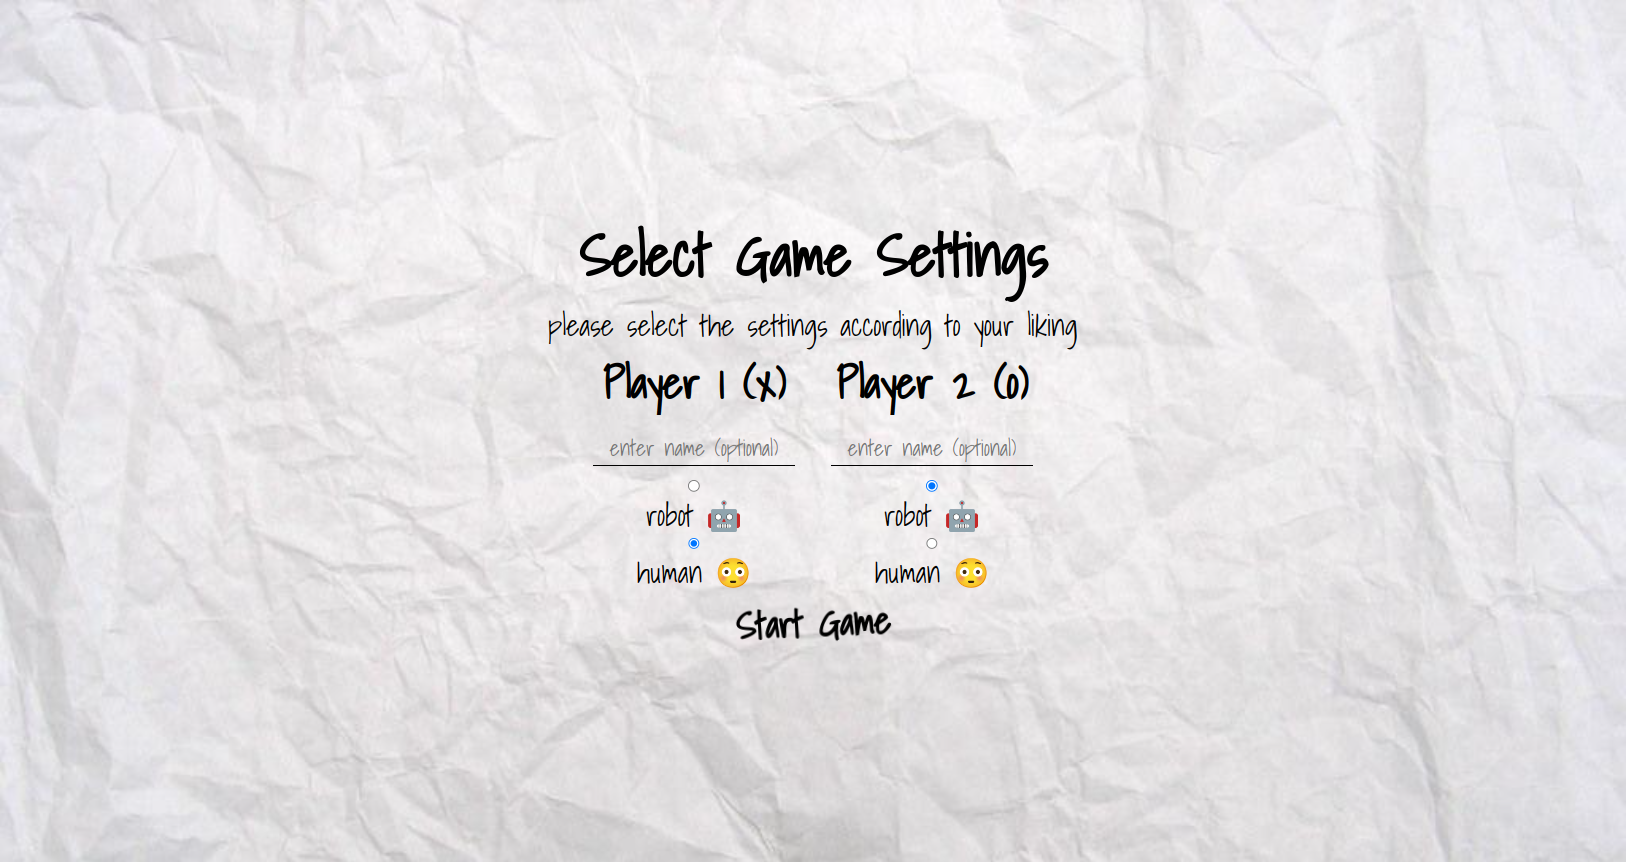 Select Game Settings
please select the settings according to your liking
Player 1 (X) Player 2 (O)
enter name (optional) enter name (optional)
robot 🤖 robot 🤖
human 😳 human 😳
Start Game